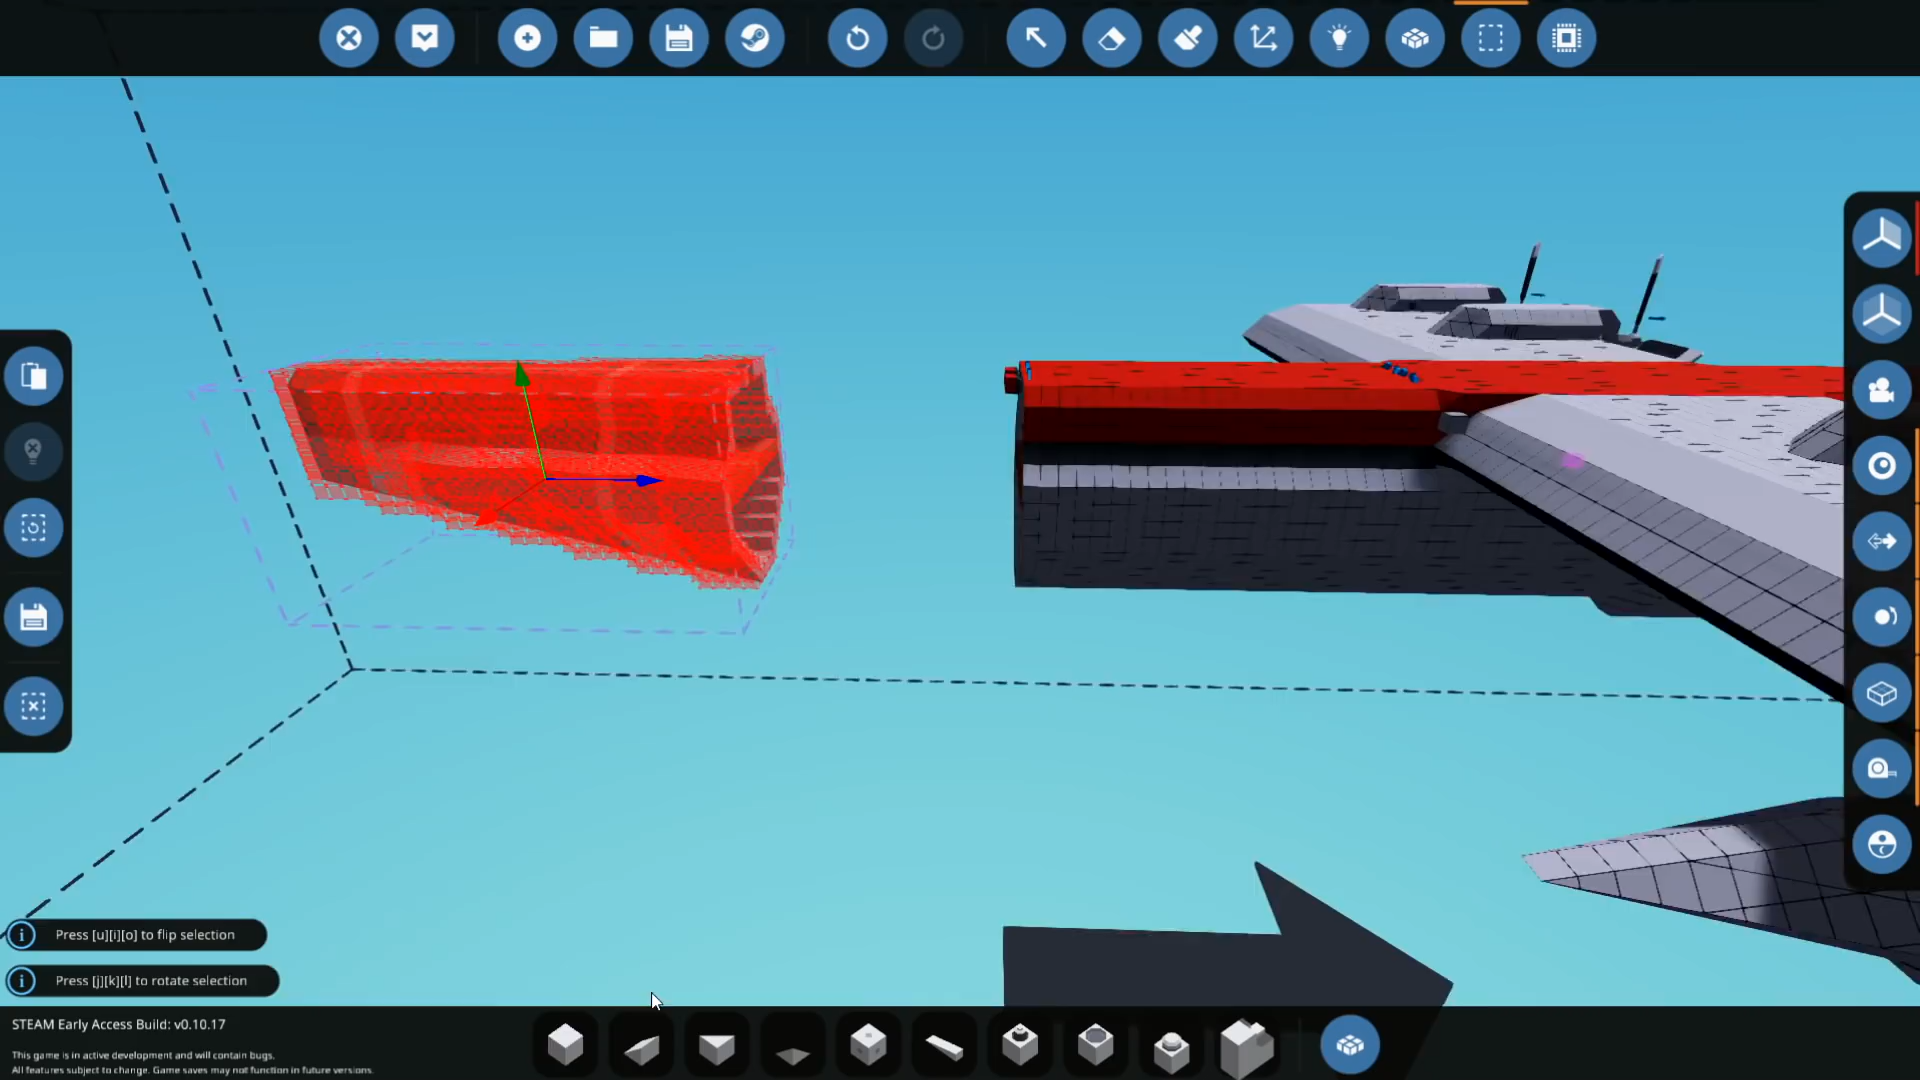 Press [u][i][o] to flip selection
Press [j][k][l] to rotate selection
STEAM Early Access Build: v0.10.17
This game is in active development and will contain bugs.
All features subject to change. Game saves may not function in future versions.